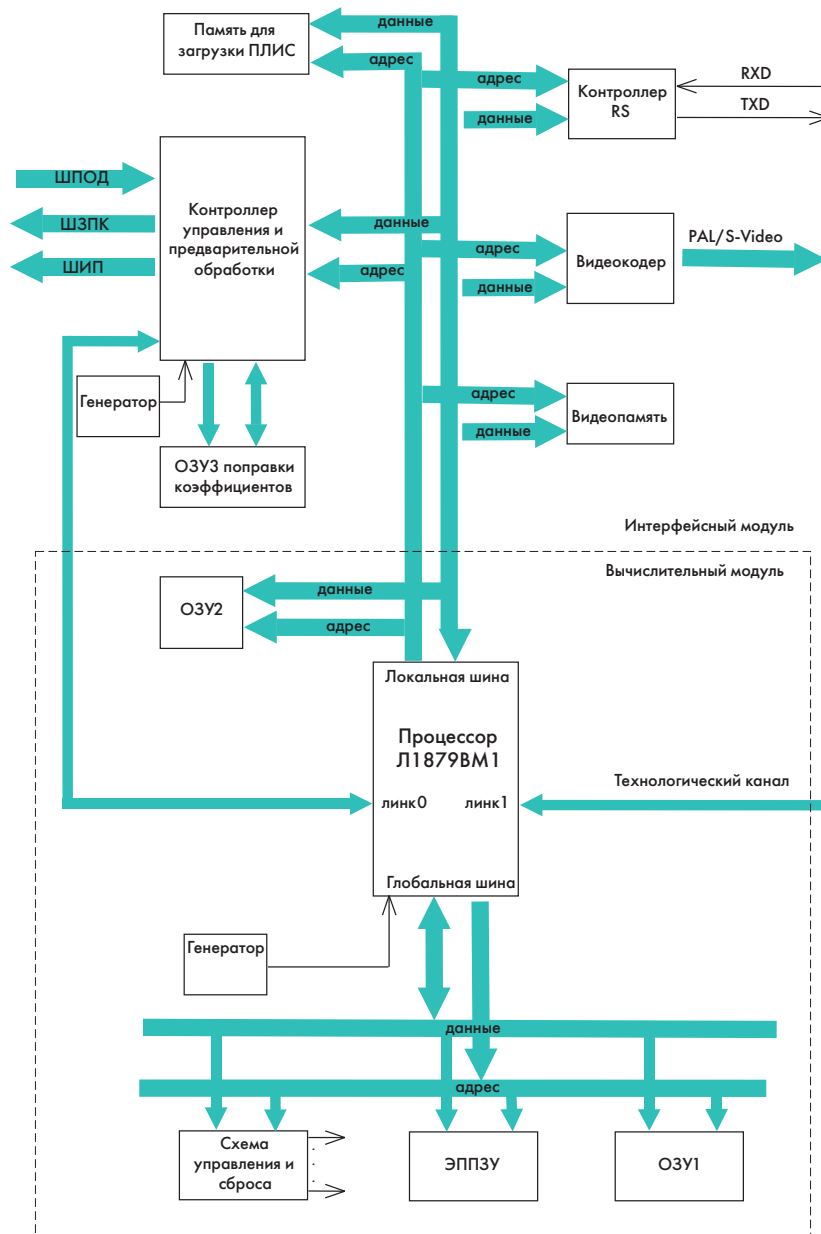 Память для
загрузки ПЛИС
данные
адрес
адрес
данные
Контроллер
RS
RXD
TXD
ШПОД
ШЗПК
ШИП
Контроллер
управления и
предварительной
обработки
данные
адрес
адрес
данные
Видеокодер
PAL/S-Video
Генератор
адрес
данные
Видеопамять
ОЗУ3 поправки
коэффициентов
Интерфейсный модуль
Вычислительный модуль
ОЗУ2
данные
адрес
Локальная шина
Процессор
Л1879ВМ1
линк0
линк1
Технологический канал
Глобальная шина
Генератор
данные
адрес
Схема
управления и
сброса
ЭППЗУ
ОЗУ1